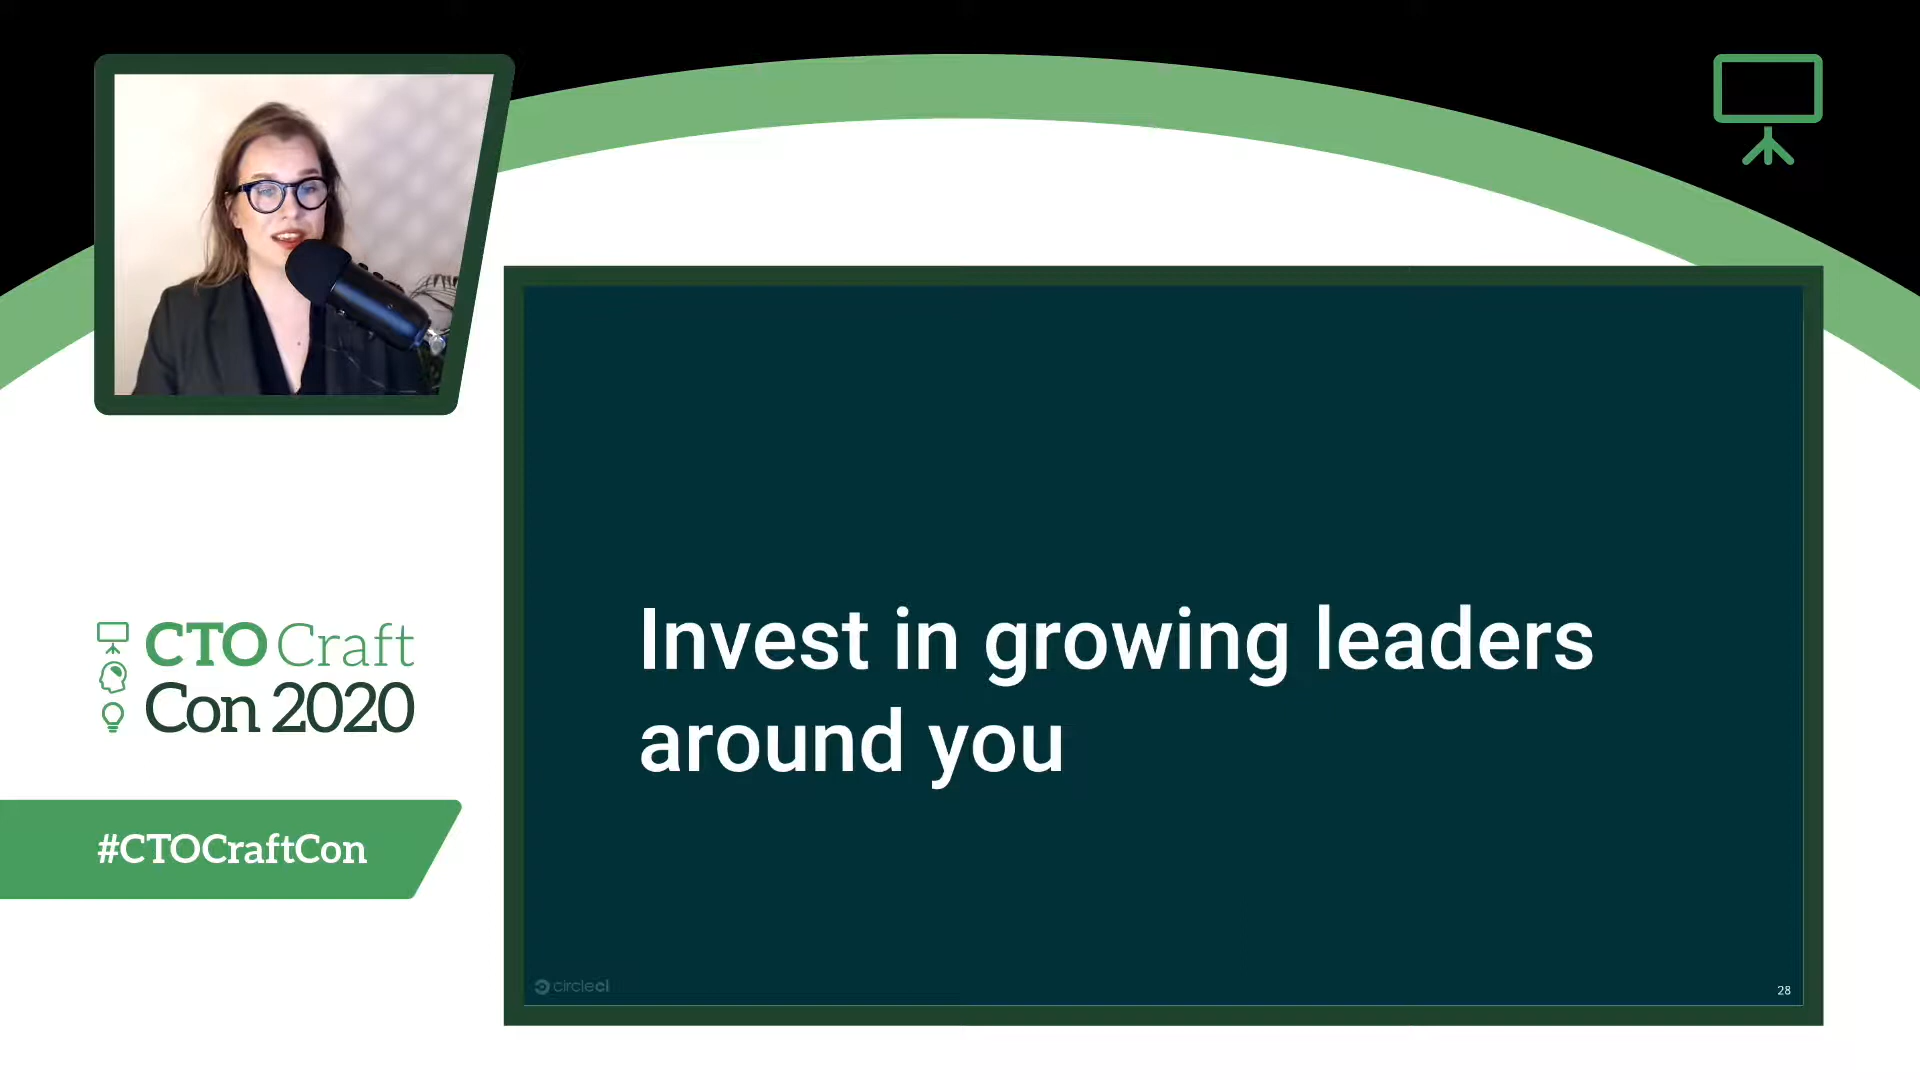 CTO Craft
Con 2020
#CTOCraftCon
Invest in growing leaders
around you
circleci
28